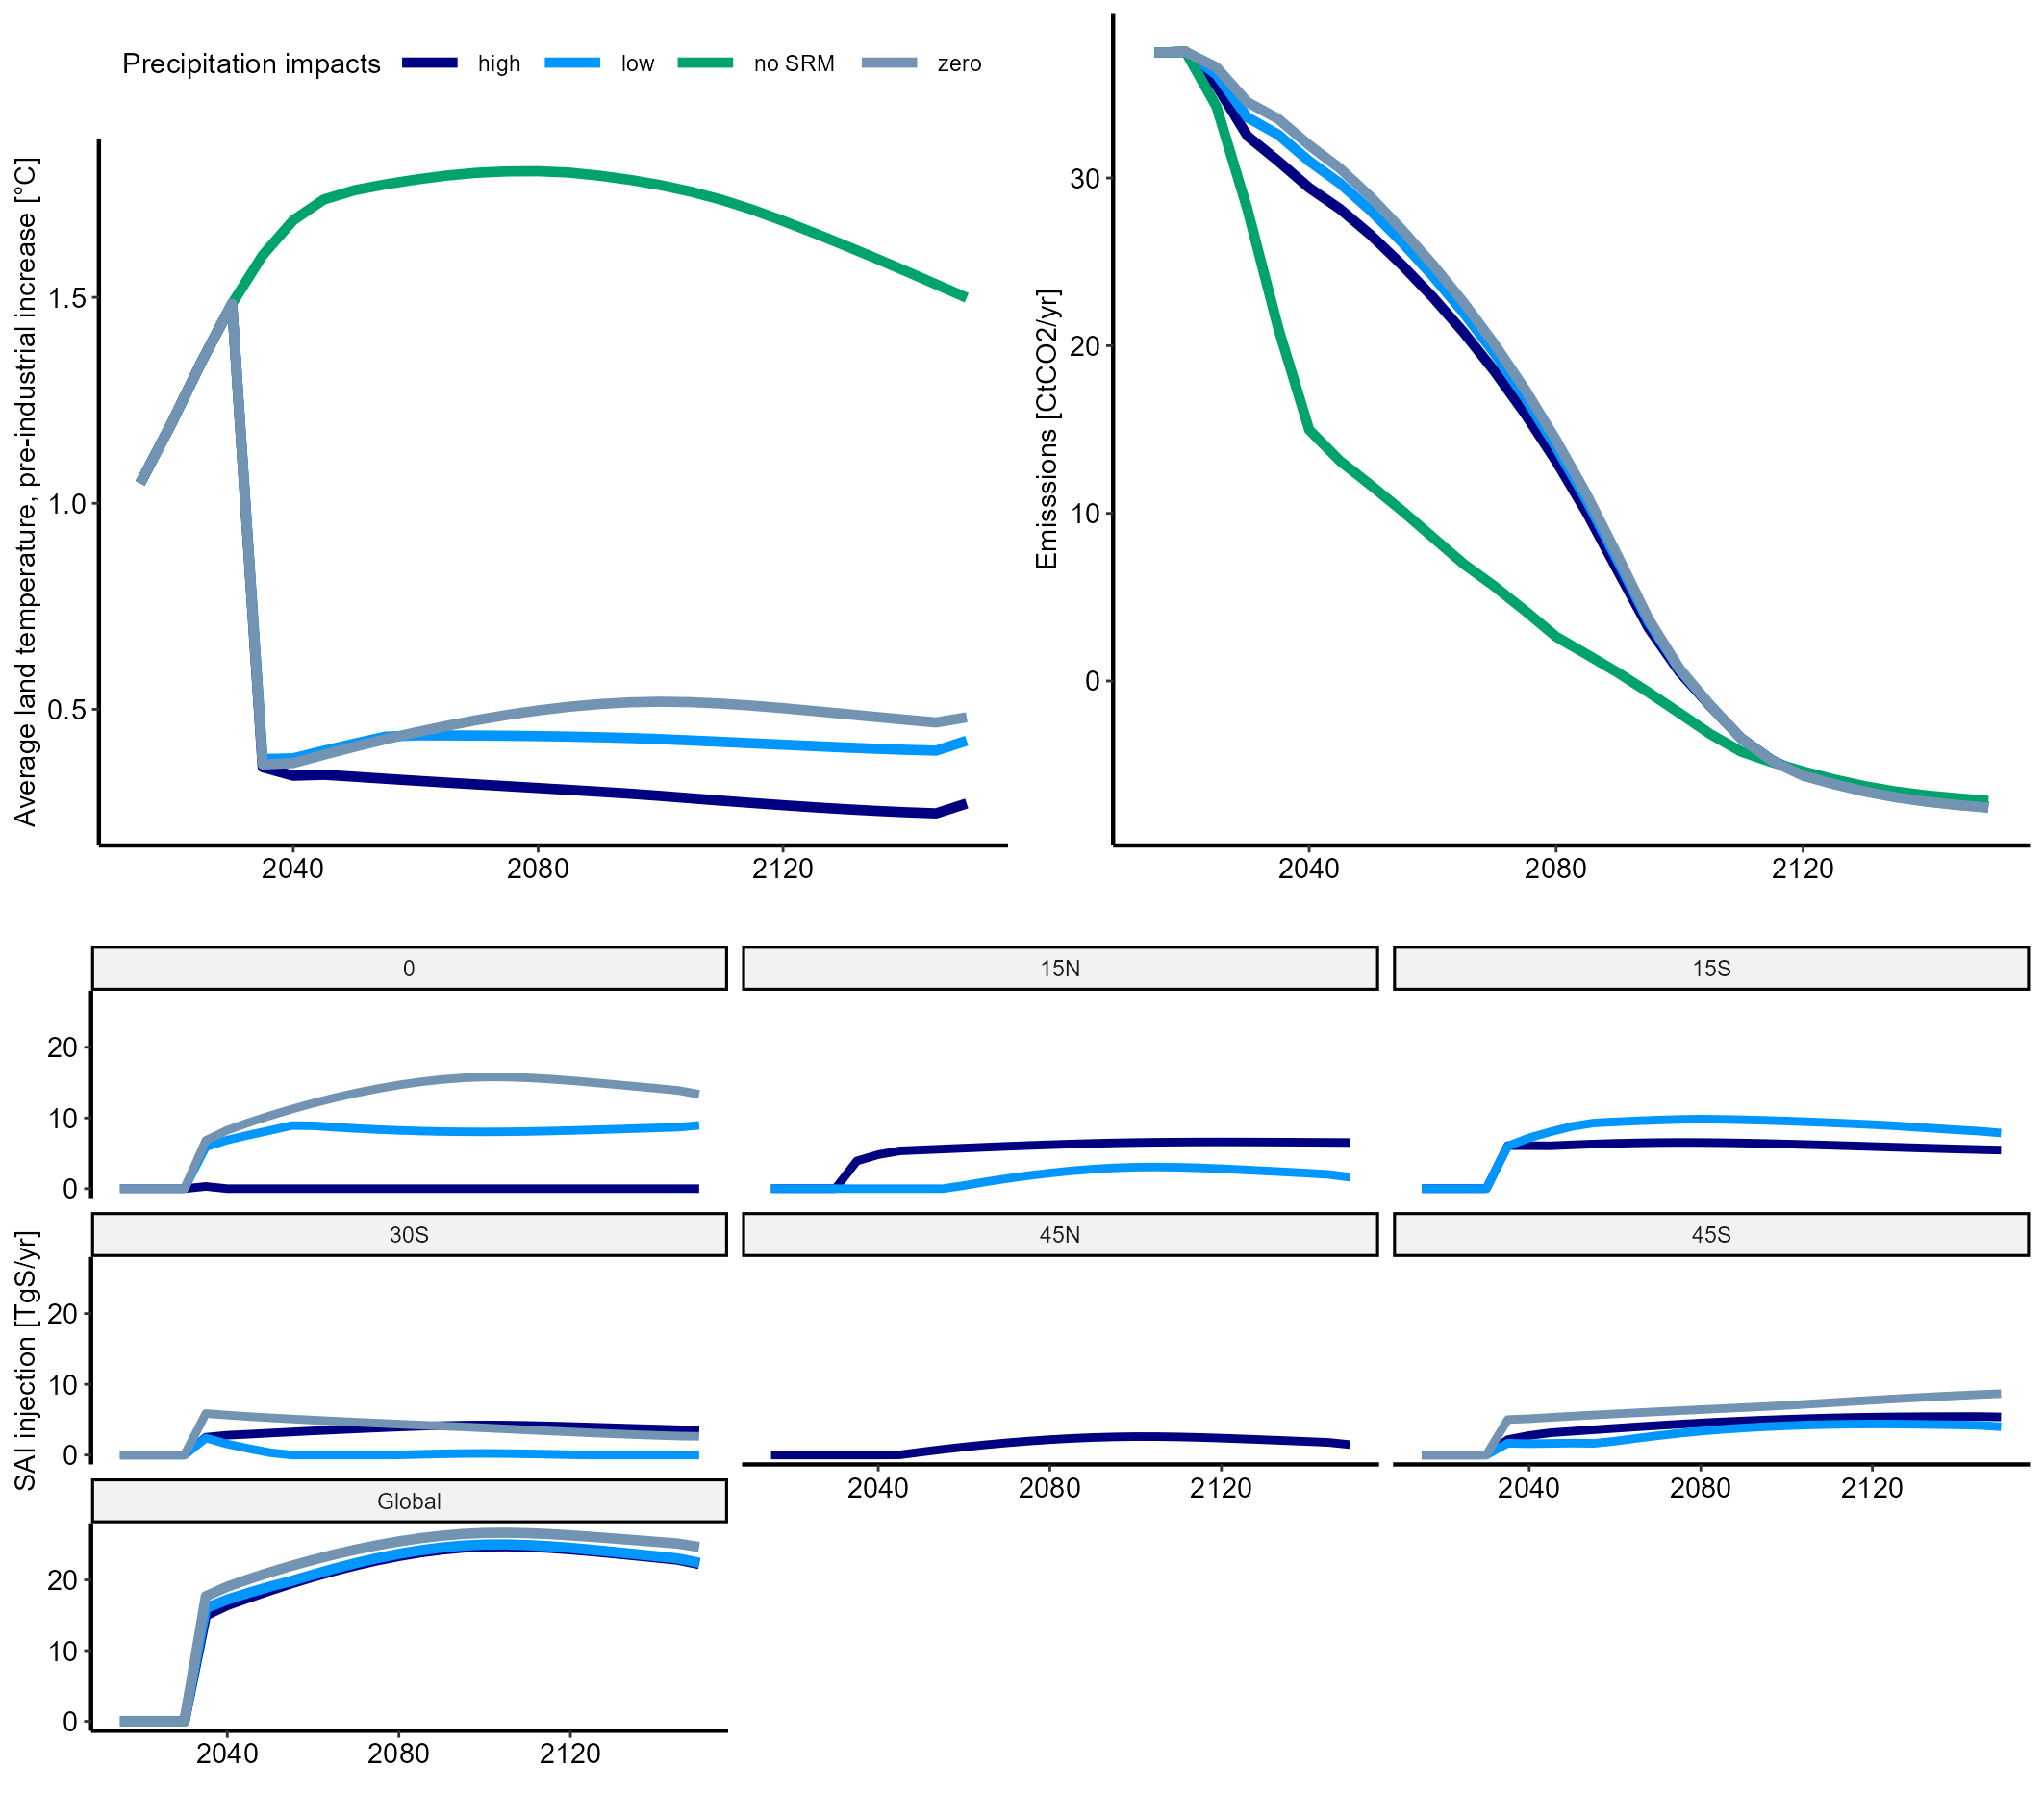 Precipitation impacts high low no SRM zero
Average land temperature, pre-industrial increase [°C]
1.5
1.0
0.5
2040 2080 2120
Emisssions [CtCO2/yr]
30
20
10
0
2040 2080 2120
SAI injection [TgS/yr]
0 15N 15S
20
10
0
30S 45N 45S
20
10
0
2040 2080 2120 2040 2080 2120
Global
20
10
0
2040 2080 2120